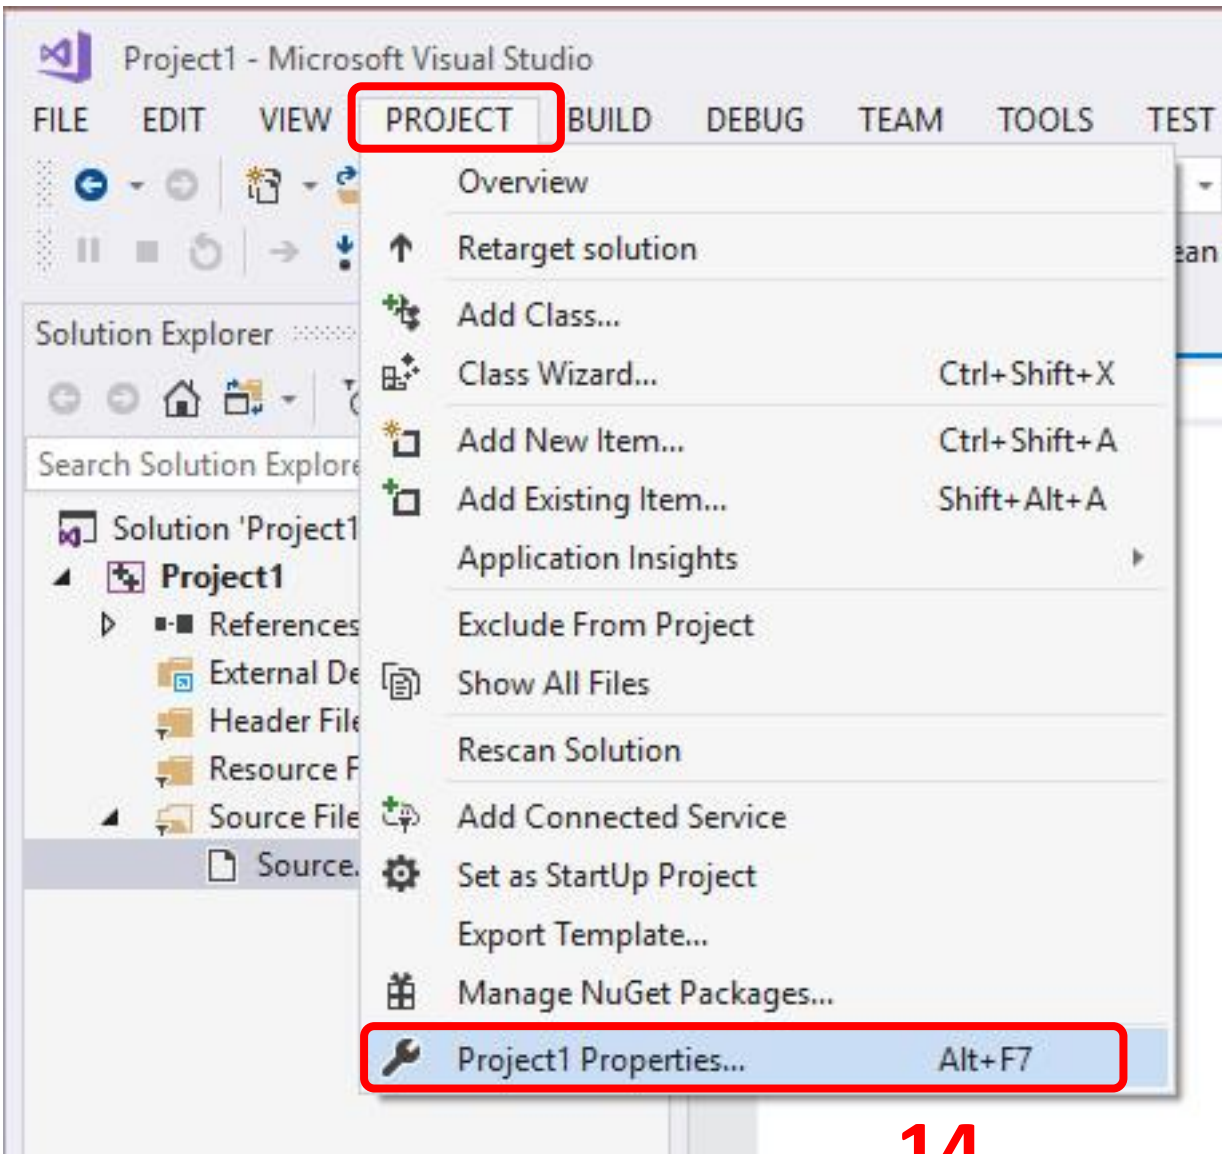 Project1 - Microsoft Visual Studio
FILE EDIT VIEW PROJECT BUILD DEBUG TEAM TOOLS TEST
Overview
Retarget solution
Add Class...
Class Wizard... Ctrl+Shift+X
Add New Item... Ctrl+Shift+A
Add Existing Item... Shift+Alt+A
Application Insights
Exclude From Project
Show All Files
Rescan Solution
Add Connected Service
Set as StartUp Project
Export Template...
Manage NuGet Packages...
Project1 Properties... Alt+F7
Solution Explorer
Search Solution Explore
Solution 'Project1
Project1
References
External De
Header File
Resource F
Source File
Source.
14